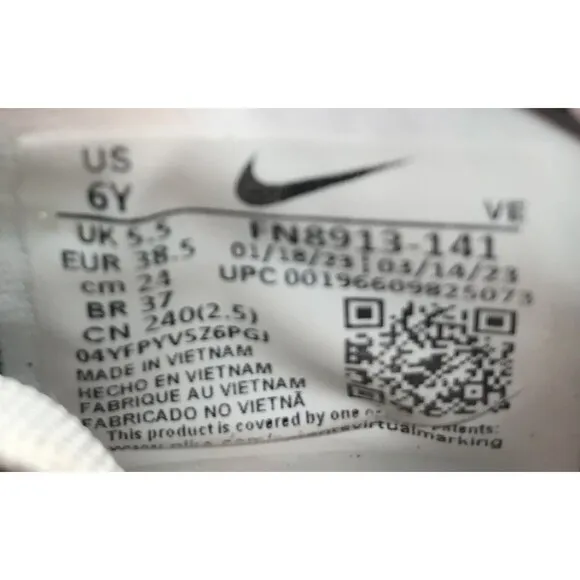 US
6Y
VE
UK 5.5
EUR 38.5
cm 24
BR 37
CN 240(2.5)
FN8913-141
01/18/23 | 03/14/23
UPC 00196609825073
04YFPYV5Z6PGJ
MADE IN VIETNAM
HECHO EN VIETNAM
FABRIQUE AU VIETNAM
FABRICADO NO VIETNÃ
This product is covered by one or patents:
virtualmarking